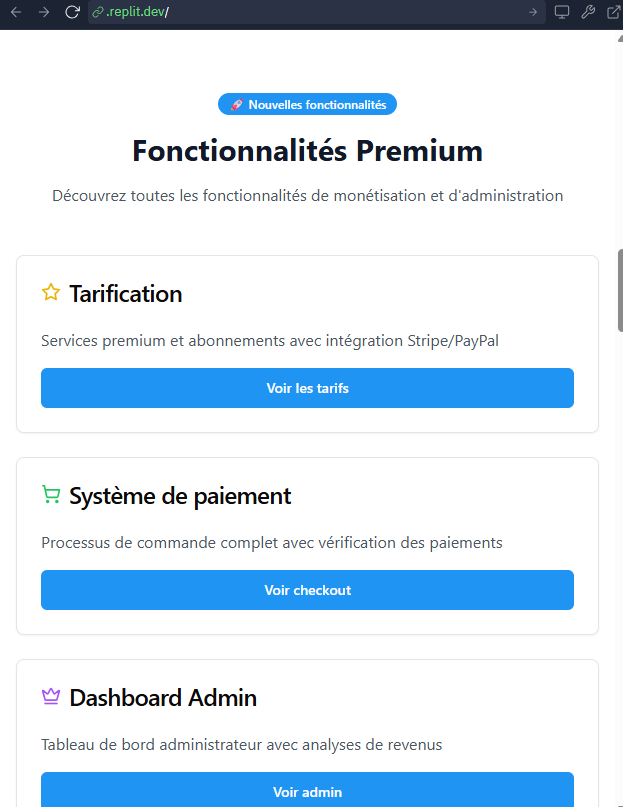 .replit.dev/
Nouvelles fonctionnalités
Fonctionnalités Premium
Découvrez toutes les fonctionnalités de monétisation et d'administration
Tarification
Services premium et abonnements avec intégration Stripe/PayPal
Voir les tarifs
Système de paiement
Processus de commande complet avec vérification des paiements
Voir checkout
Dashboard Admin
Tableau de bord administrateur avec analyses de revenus
Voir admin